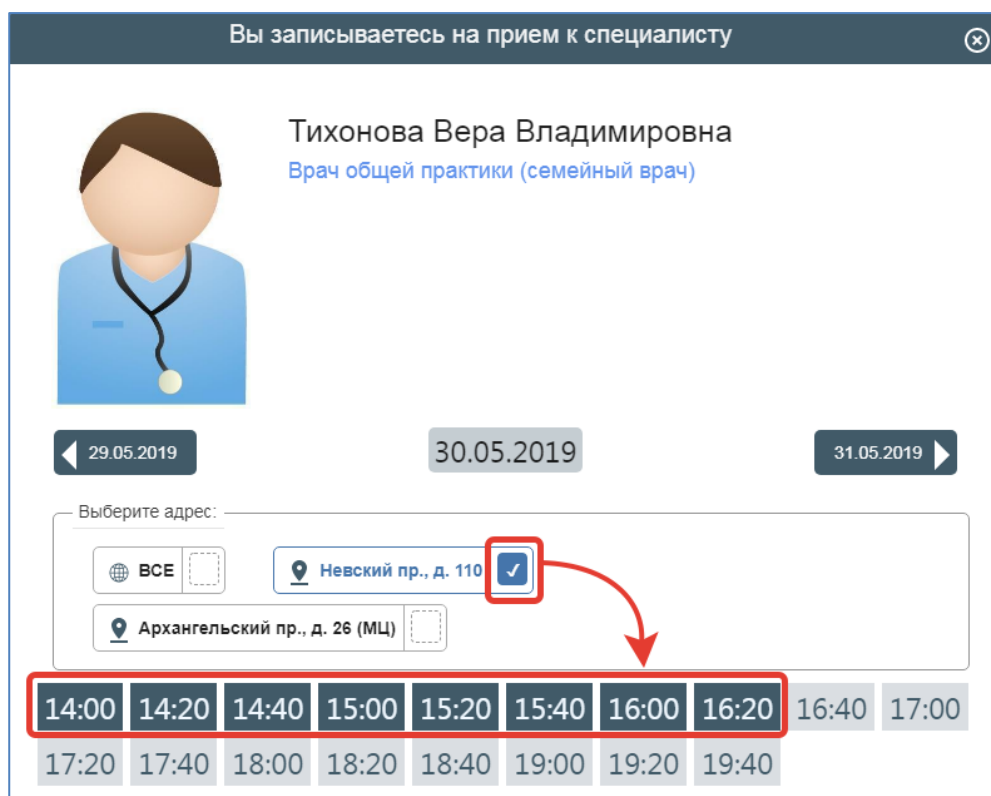 Вы записываетесь на прием к специалисту
Тихонова Вера Владимировна
Врач общей практики (семейный врач)
29.05.2019 30.05.2019 31.05.2019
Выберите адрес:
ВСЕ Невский пр., д. 110
Архангельский пр., д. 26 (МЦ)
14:00 14:20 14:40 15:00 15:20 15:40 16:00 16:20 16:40 17:00
17:20 17:40 18:00 18:20 18:40 19:00 19:20 19:40